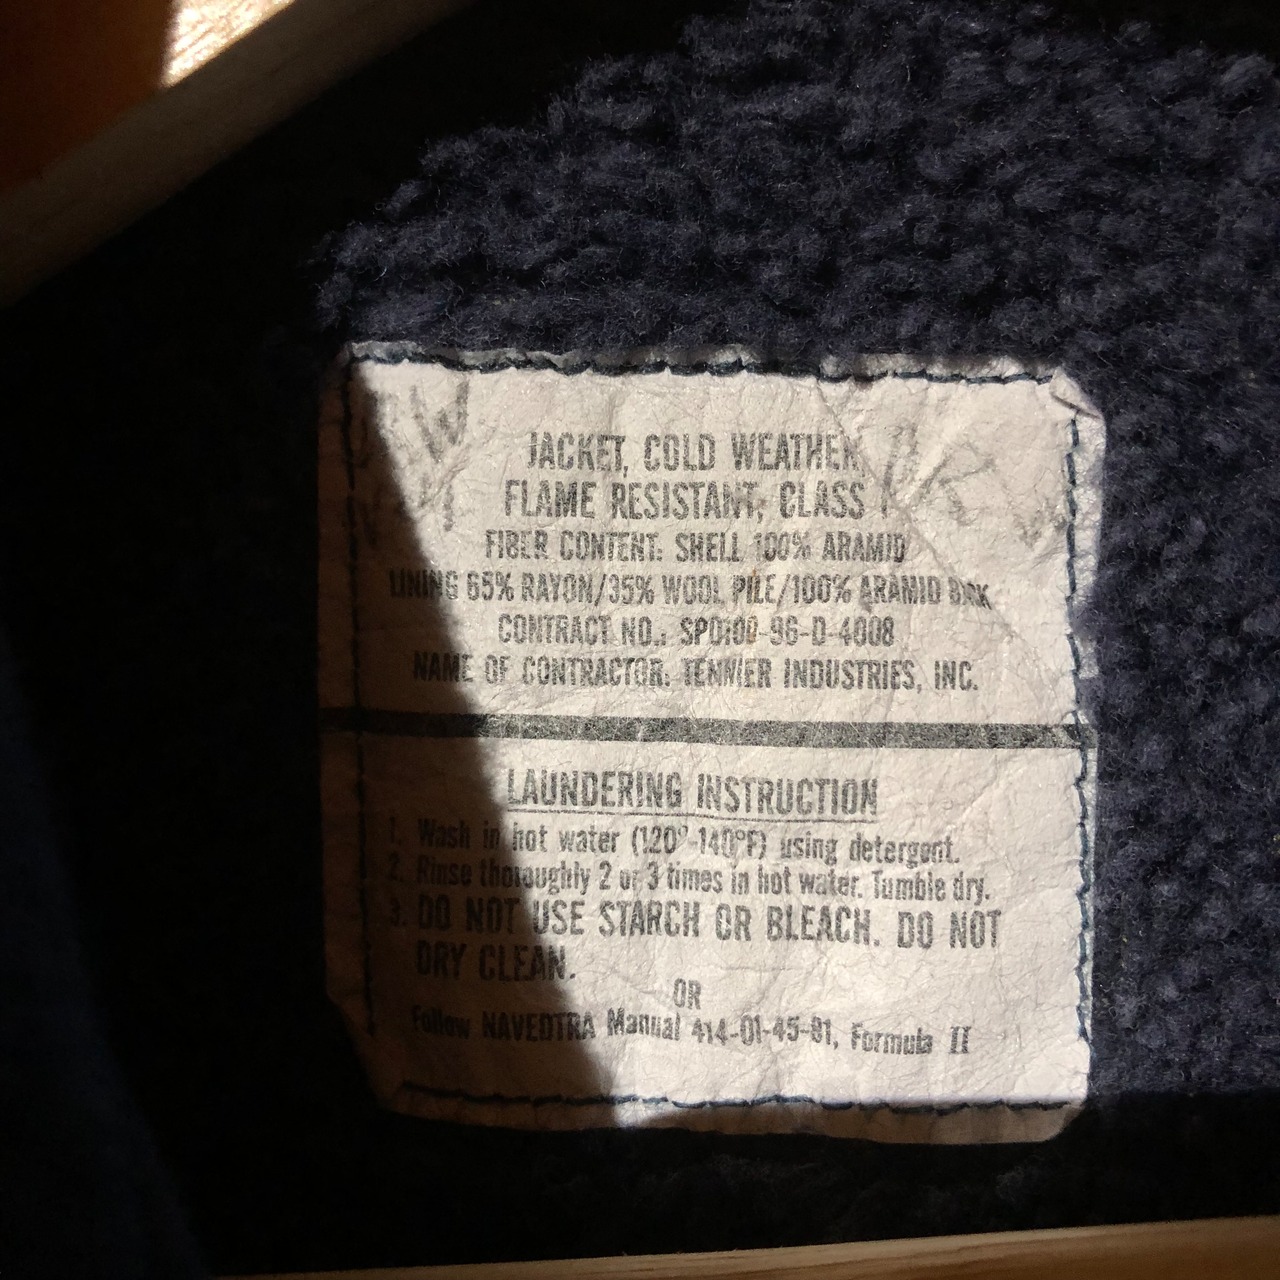 JACKET, COLD WEATHER,
FLAME RESISTANT, CLASS 1
FIBER CONTENT: SHELL 100% ARAMID
LINING 65% RAYON/35% WOOL PILE/100% ARAMID BACK
CONTRACT NO.: SPO100-96-D-4008
NAME OF CONTRACTOR: TENNIER INDUSTRIES, INC.
LAUNDERING INSTRUCTION
1. Wash in hot water (120°-140°F) using detergent.
2. Rinse thoroughly 2 or 3 times in hot water. Tumble dry.
3. DO NOT USE STARCH OR BLEACH. DO NOT
DRY CLEAN.
OR
Follow NAVEDTRA Manual 414-01-45-81, Formula II